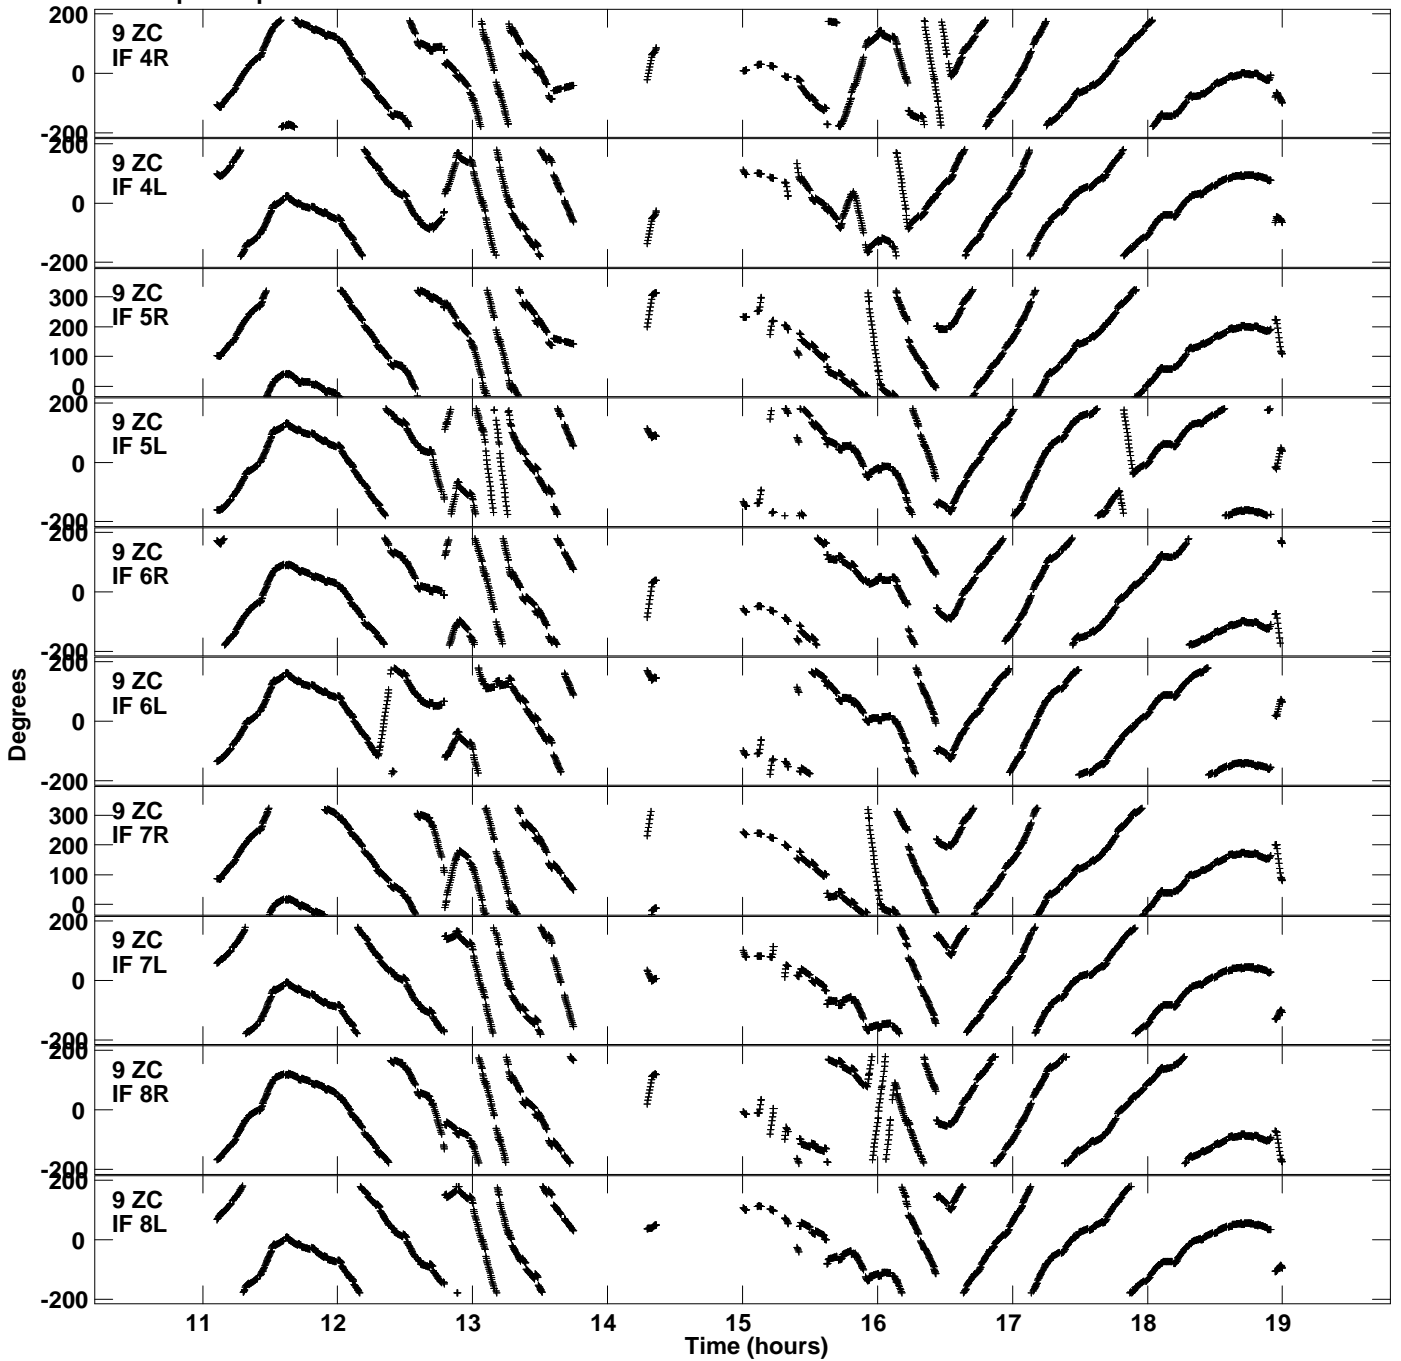 200
0
-200
9 ZC
IF 4R
200
0
-200
9 ZC
IF 4L
300
200
100
0
9 ZC
IF 5R
200
0
-200
9 ZC
IF 5L
200
0
-200
9 ZC
IF 6R
200
0
-200
9 ZC
IF 6L
300
200
100
0
9 ZC
IF 7R
200
0
-200
9 ZC
IF 7L
200
0
-200
9 ZC
IF 8R
200
0
-200
9 ZC
IF 8L
Degrees
11 12 13 14 15 16 17 18 19
Time (hours)